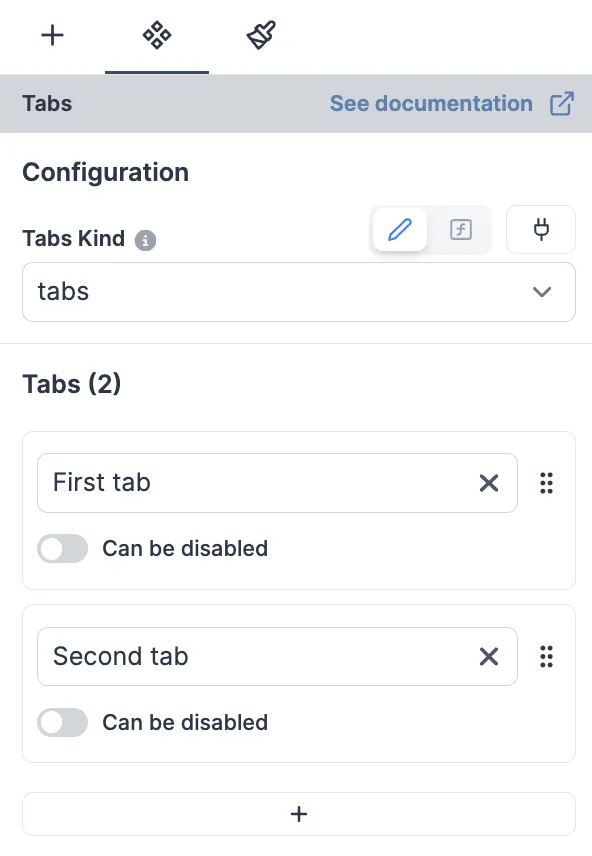 Tabs
See documentation
Configuration
Tabs Kind
tabs
Tabs (2)
First tab
Can be disabled
Second tab
Can be disabled